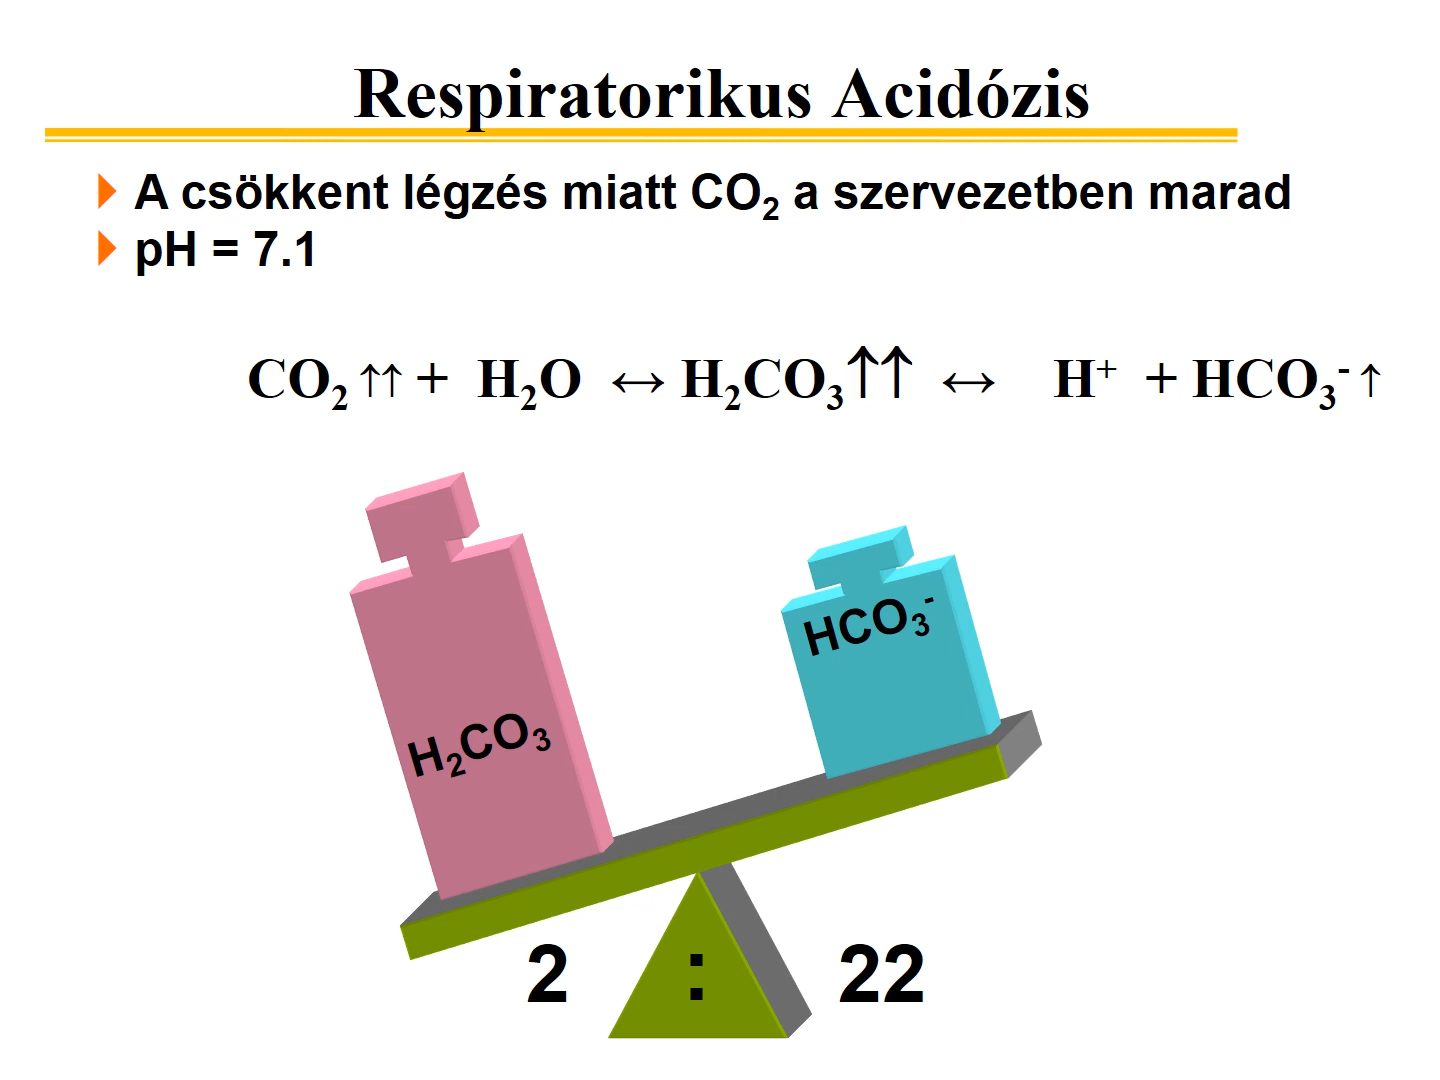 Respiratorikus Acidózis
A csökkent légzés miatt CO₂ a szervezetben marad
pH = 7.1
CO₂ ↑↑ + H₂O ↔ H₂CO₃↑↑ ↔ H⁺ + HCO₃⁻ ↑
HCO₃⁻
H₂CO₃
2 : 22